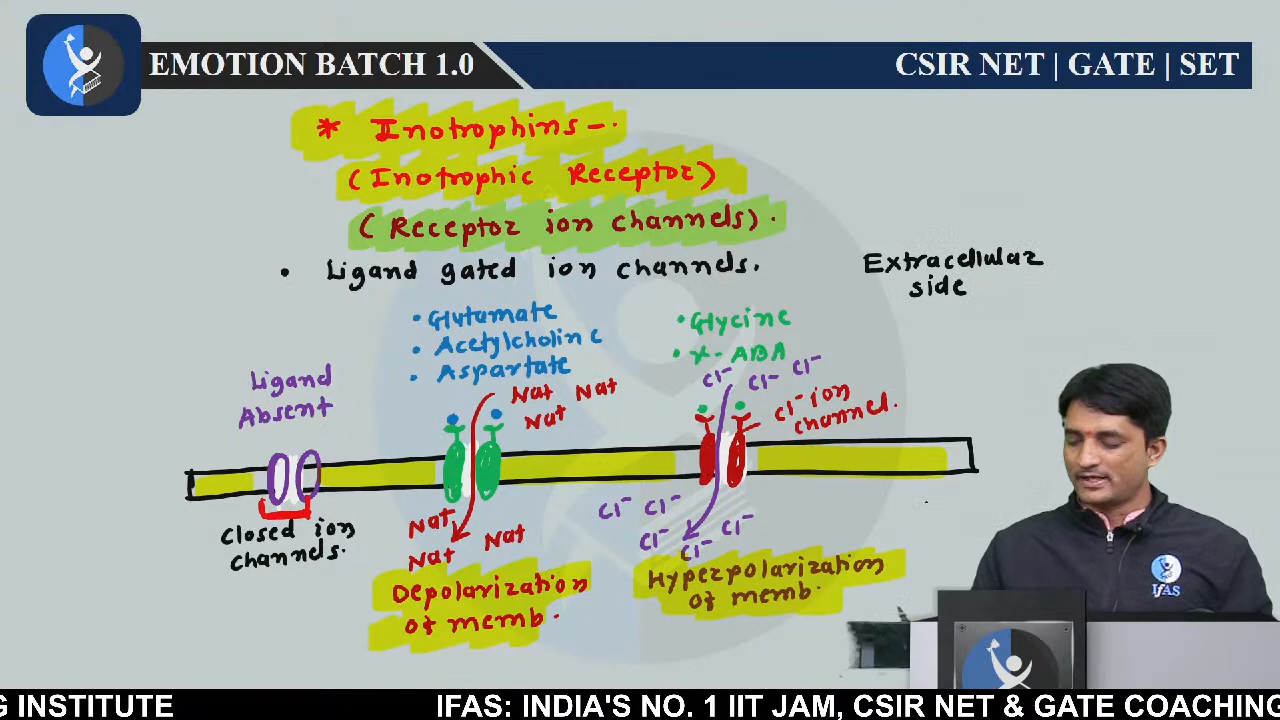 EMOTION BATCH 1.0
CSIR NET | GATE | SET
* Inotrophins -.
(Inotrophic Receptor)
(Receptor ion channels).
• Ligand gated ion channels.
Extracellular
side
• Glutamate
• Acetylcholine
• Aspartate
• Glycine
• γ-ABA
Ligand
Absent
Na+ Na+
Na+
Cl- Cl- Cl-
Cl- ion
channel.
Closed ion
channels.
Na+
Na+ Na+
Cl- Cl-
Cl- Cl-
Cl-
Depolarization
of memb.
Hyperpolarization
of memb.
IFAS
G INSTITUTE
IFAS: INDIA'S NO. 1 IIT JAM, CSIR NET & GATE COACHING